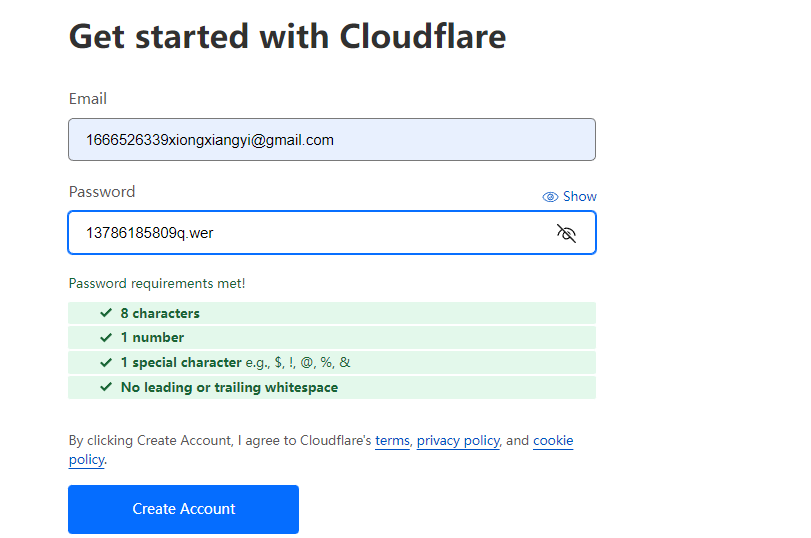 Get started with Cloudflare
Email
1666526339xiongxiangyi@gmail.com
Password
Show
13786185809q.wer
Password requirements met!
8 characters
1 number
1 special character e.g., $, !, @, %, &
No leading or trailing whitespace
By clicking Create Account, I agree to Cloudflare's terms, privacy policy, and cookie
policy.
Create Account